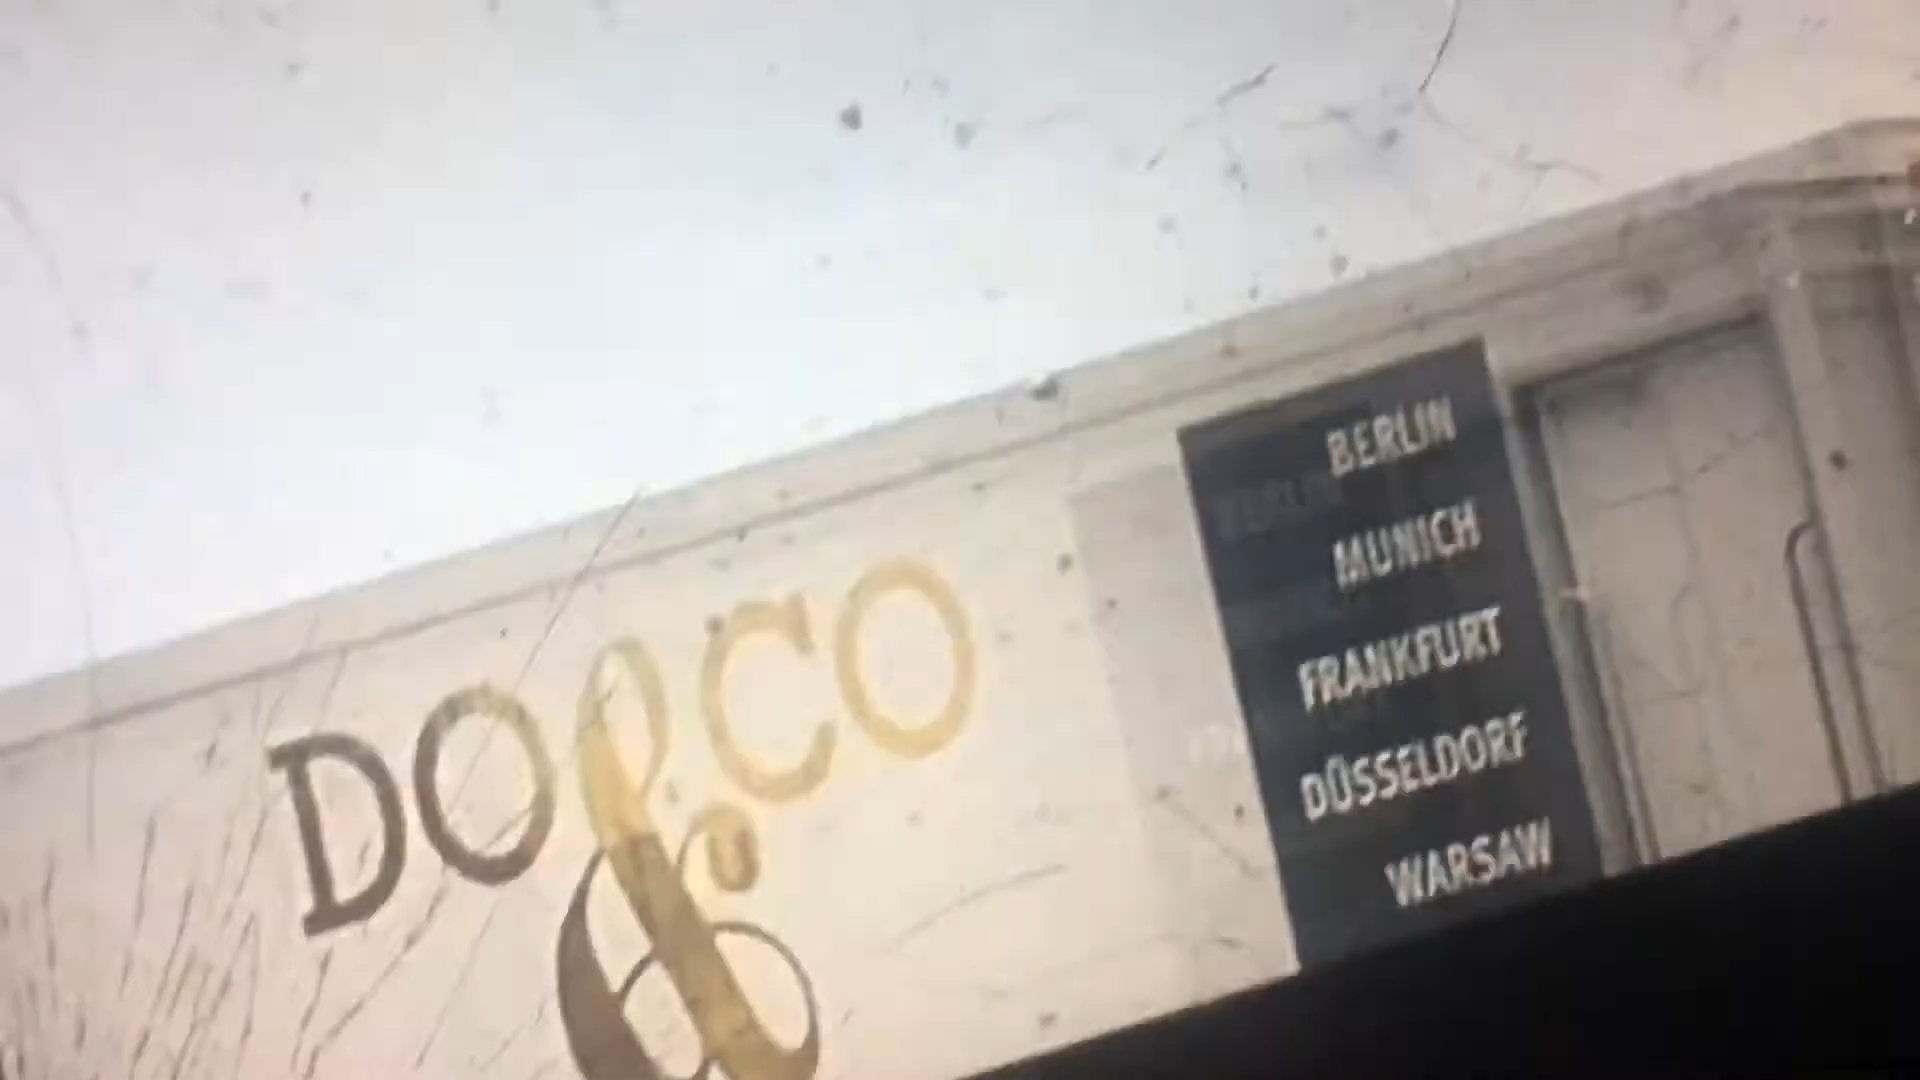 DO & CO
BERLIN
MUNICH
FRANKFURT
DÜSSELDORF
WARSAW